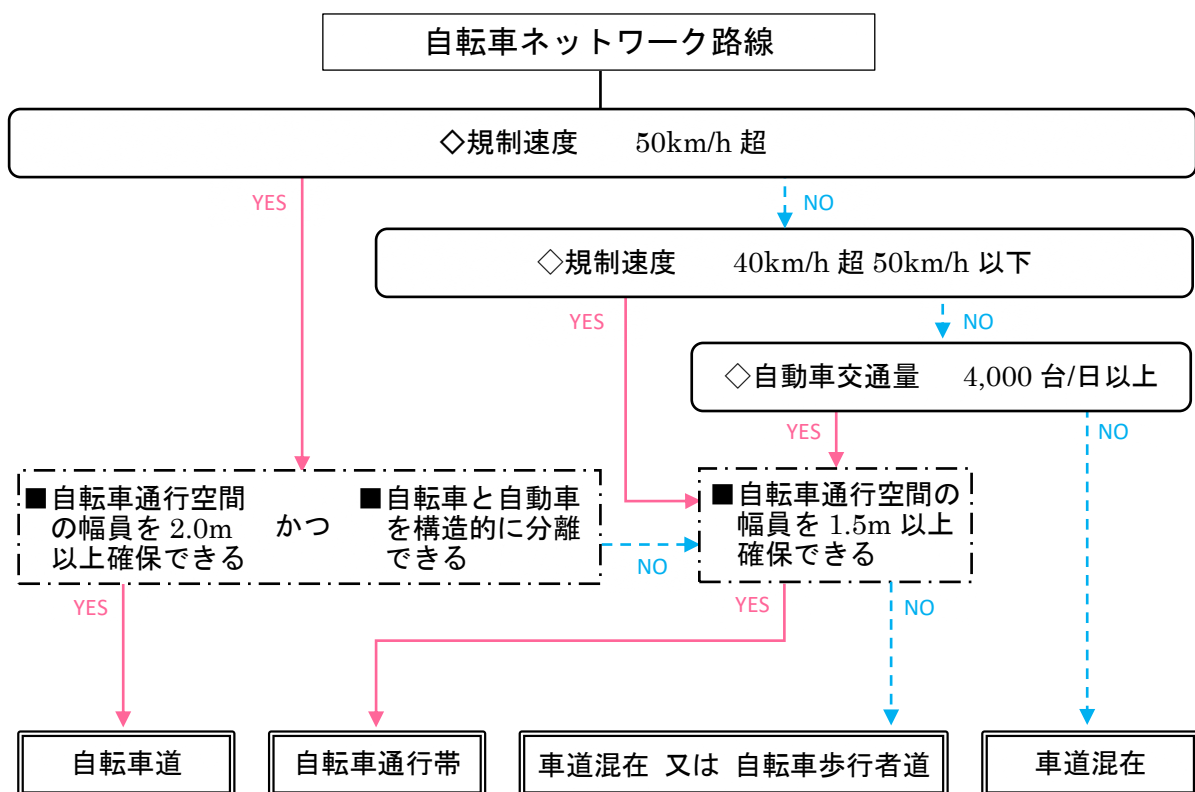 自転車ネットワーク路線
◇規制速度 50km/h 超
YES
NO
◇規制速度 40km/h 超 50km/h 以下
YES
NO
◇自動車交通量 4,000 台/日以上
YES
NO
■自転車通行空間
の幅員を 2.0m
以上確保できる
かつ
■自転車と自動車
を構造的に分離
できる
NO
■自転車通行空間の
幅員を 1.5m 以上
確保できる
YES
YES
NO
自転車道
自転車通行帯
車道混在 又は 自転車歩行者道
車道混在